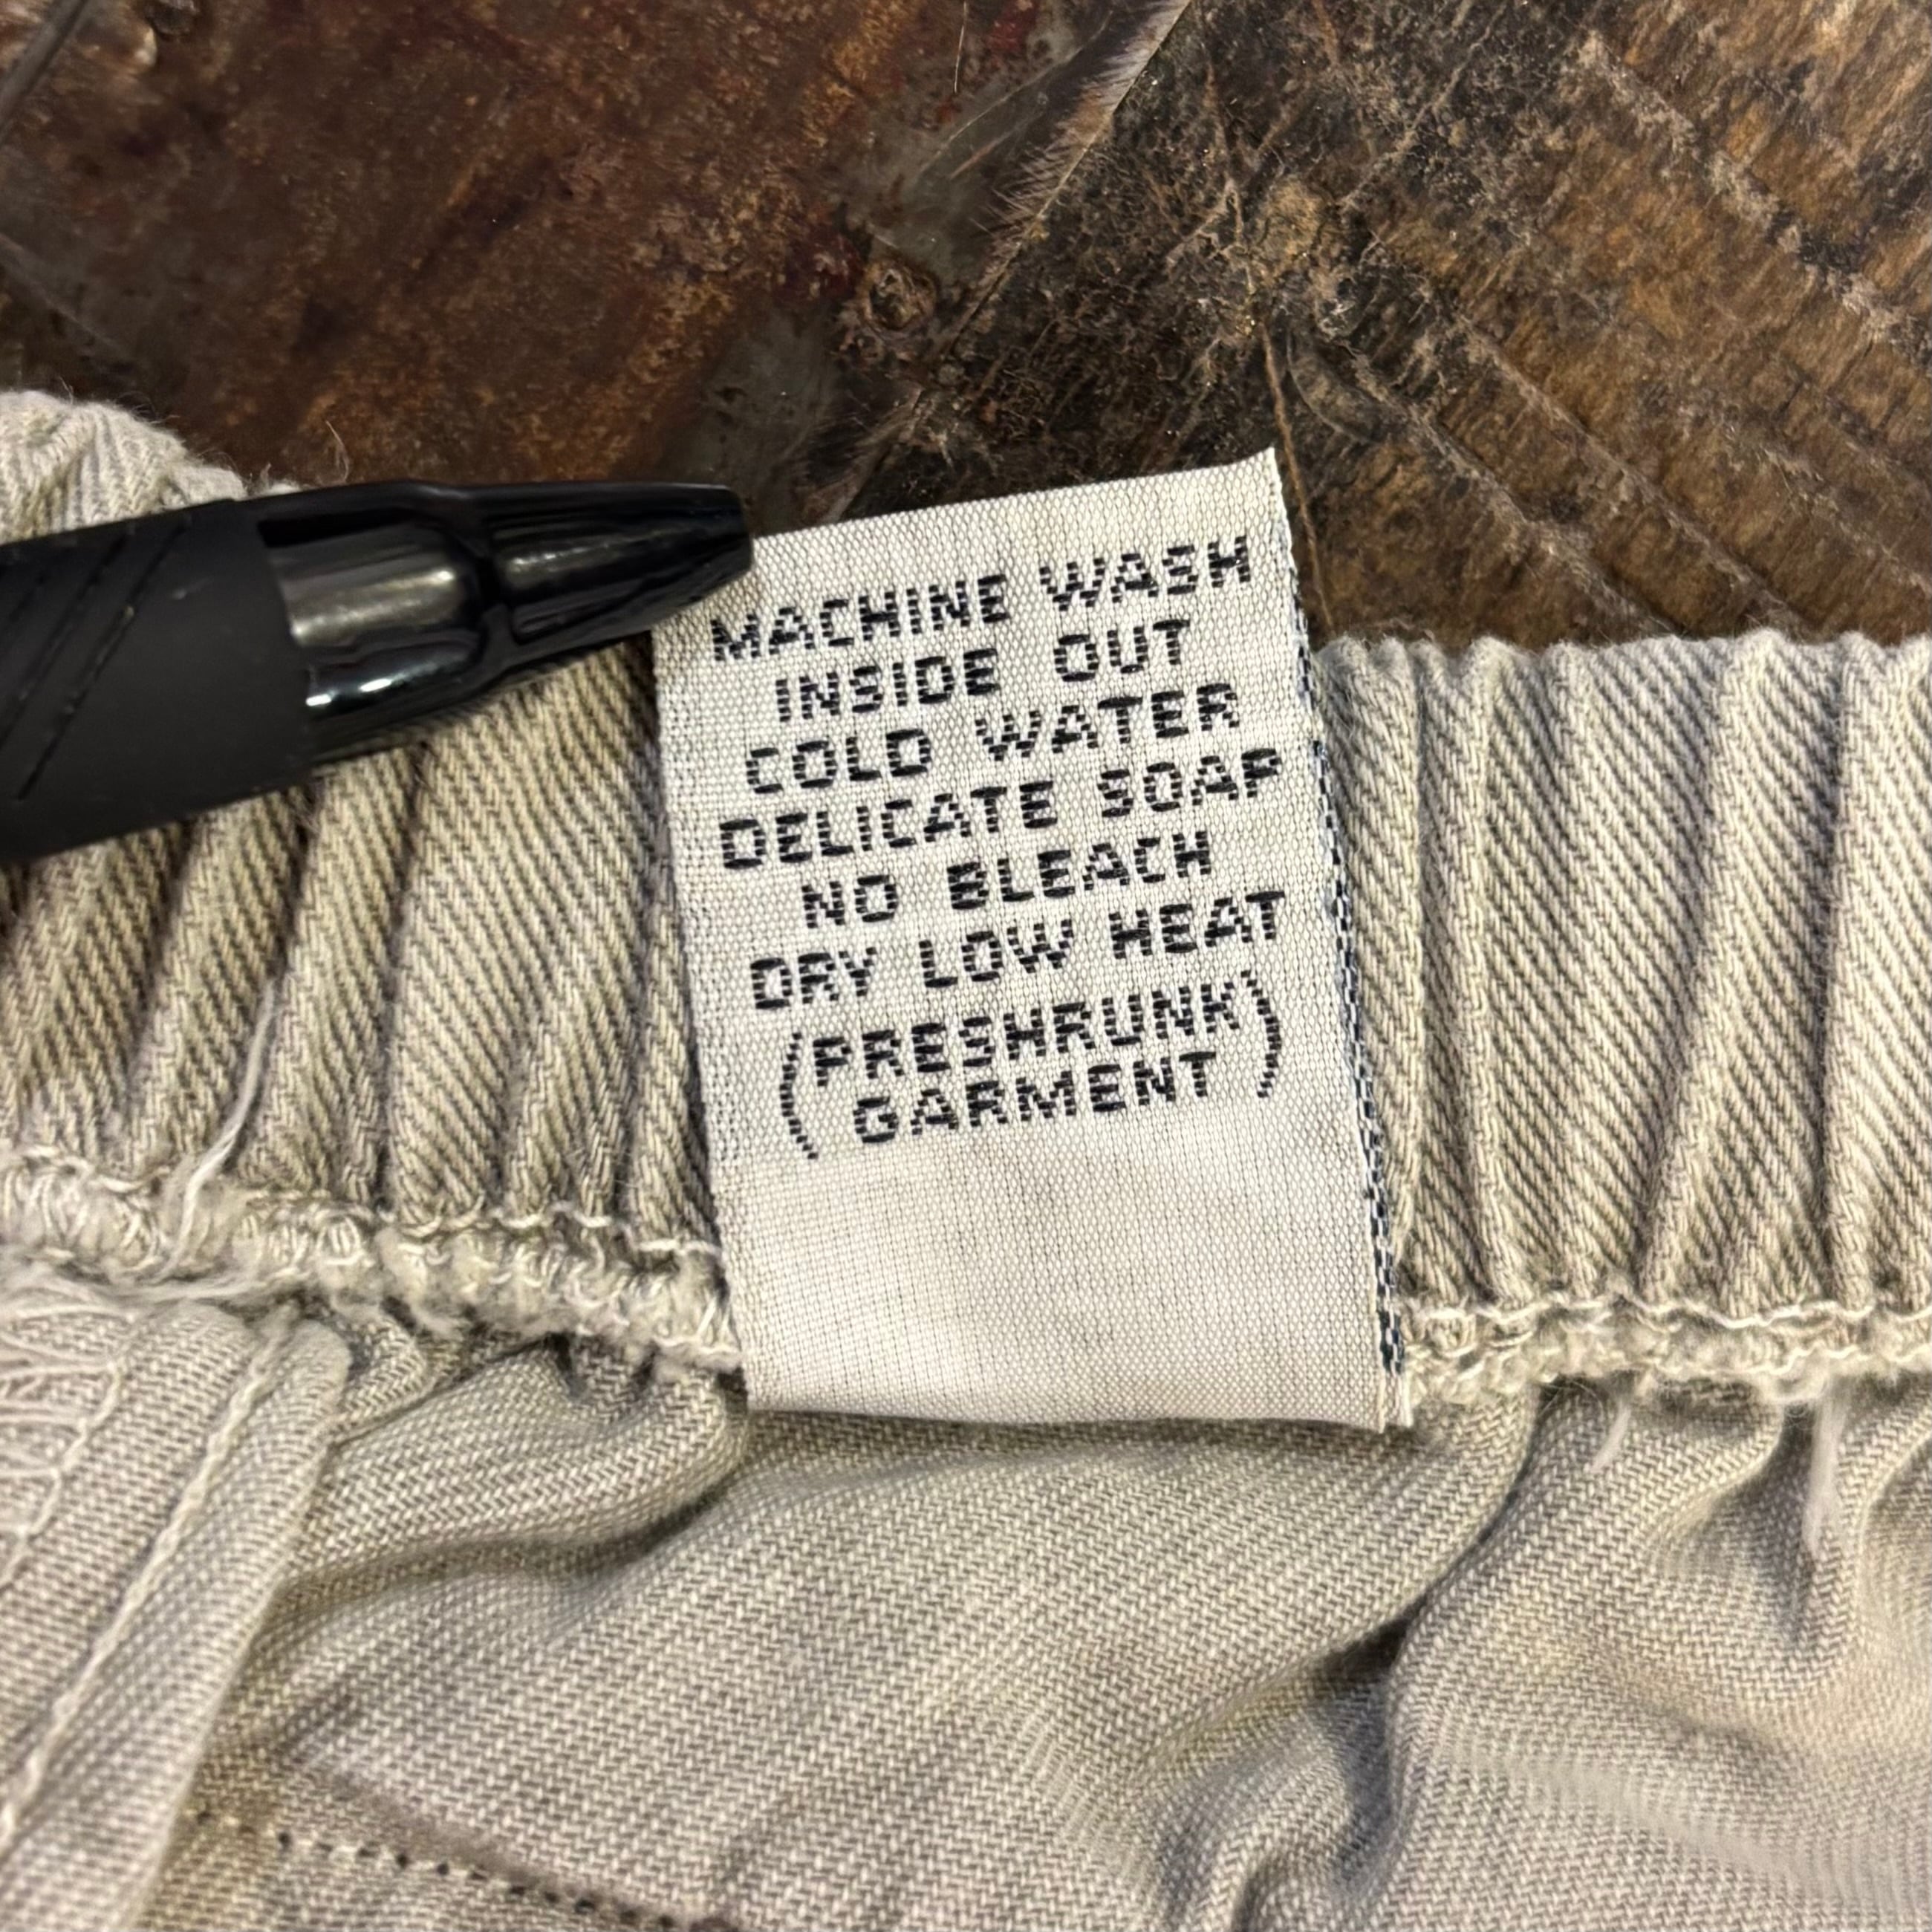 MACHINE WASH
INSIDE OUT
COLD WATER
DELICATE SOAP
NO BLEACH
DRY LOW HEAT
(PRESHRUNK
GARMENT)